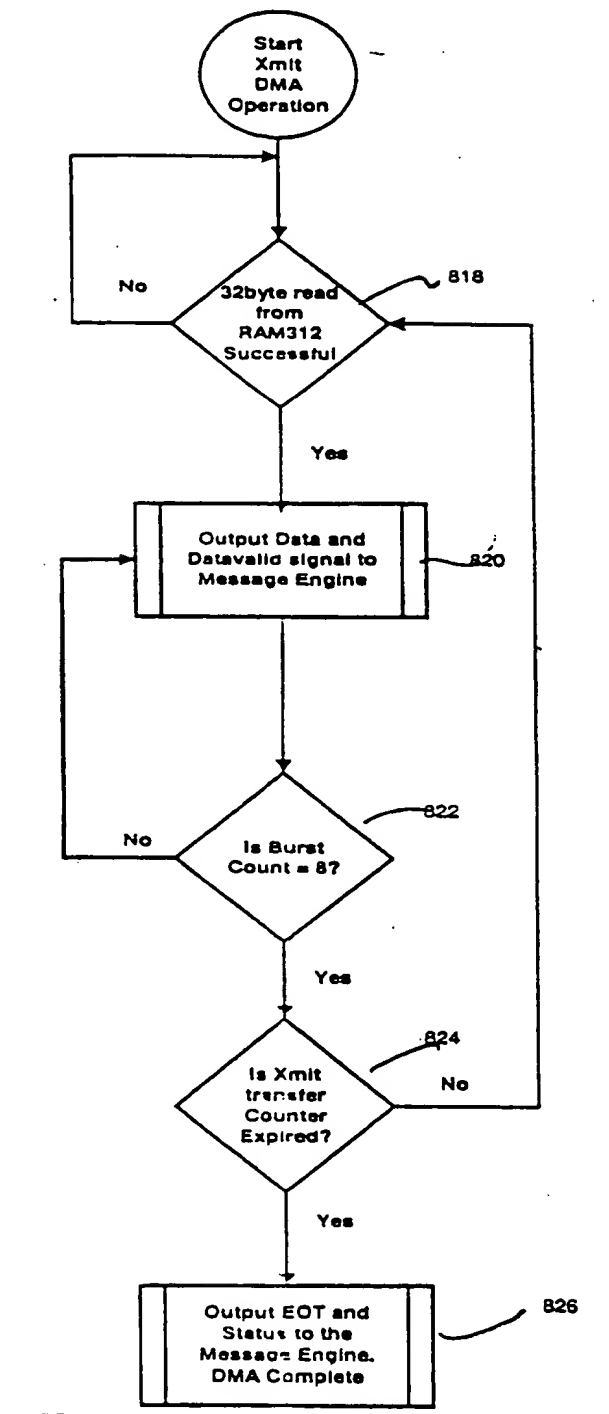 Start
Xmit
DMA
Operation
No
818
32byte read
from
RAM312
Successful
Yes
Output Data and
Datavalid signal to
Message Engine
820
822
No
Is Burst
Count = 8?
Yes
824
Is Xmit
transfer
Counter
Expired?
No
Yes
Output EOT and
Status to the
Message Engine.
DMA Complete
826